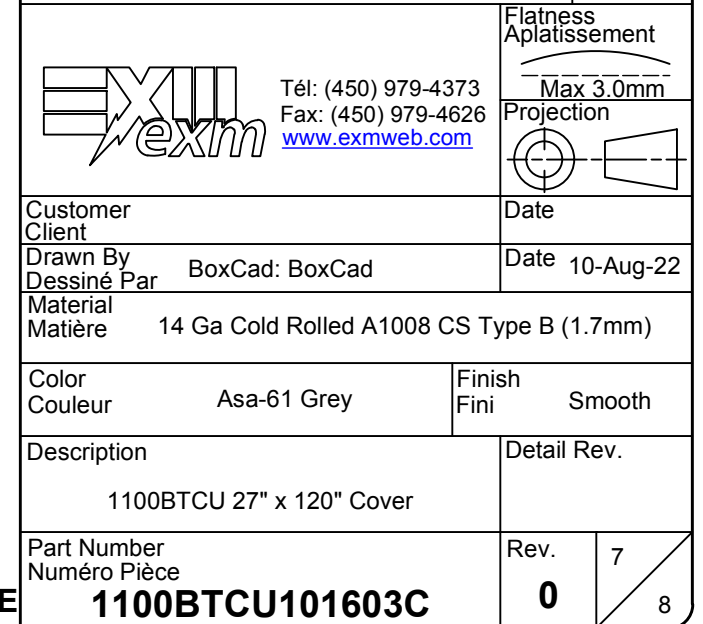 Flatness
Aplatissement
Max 3.0mm
EXM
exm
Tél: (450) 979-4373
Fax: (450) 979-4626
www.exmweb.com
Projection
Customer
Client
Date
Drawn By
Dessiné Par
BoxCad: BoxCad
Date 10-Aug-22
Material
Matière
14 Ga Cold Rolled A1008 CS Type B (1.7mm)
Color
Couleur
Asa-61 Grey
Finish
Fini
Smooth
Description
1100BTCU 27" x 120" Cover
Detail Rev.
Part Number
Numéro Pièce
1100BTCU101603C
Rev.
0
7
8
E